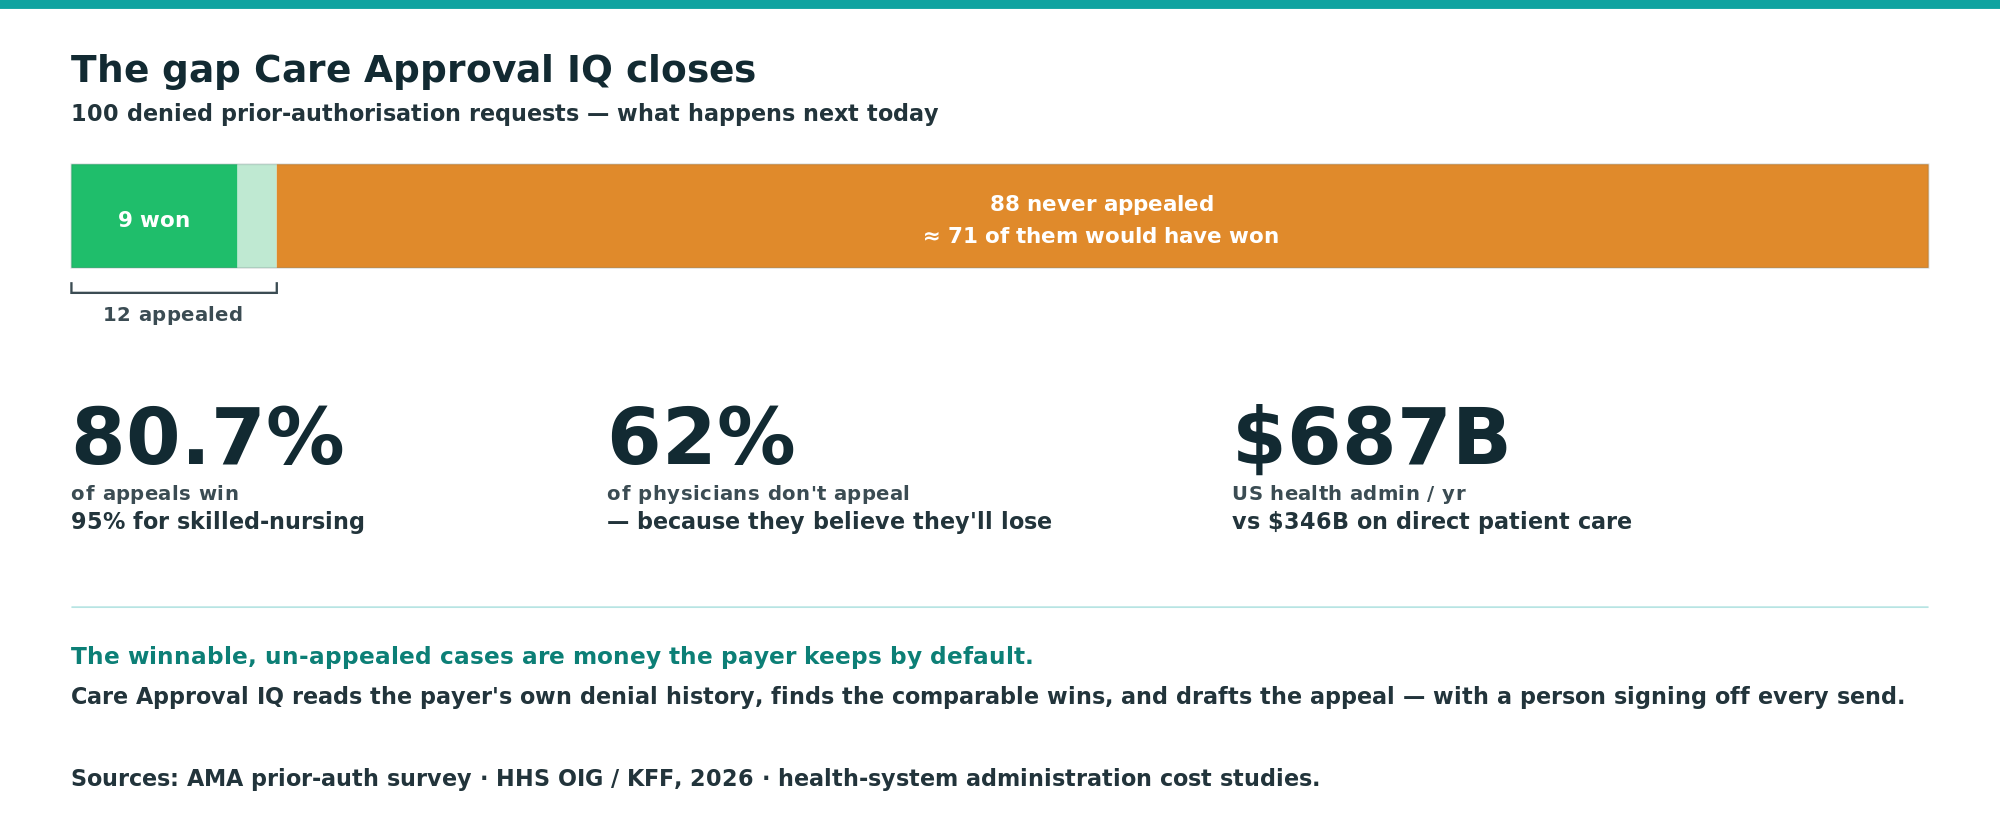 The gap Care Approval IQ closes
100 denied prior-authorisation requests — what happens next today
9 won
88 never appealed
≈ 71 of them would have won
12 appealed
80.7%
of appeals win
95% for skilled-nursing
62%
of physicians don't appeal
— because they believe they'll lose
$687B
US health admin / yr
vs $346B on direct patient care
The winnable, un-appealed cases are money the payer keeps by default.
Care Approval IQ reads the payer's own denial history, finds the comparable wins, and drafts the appeal — with a person signing off every send.
Sources: AMA prior-auth survey · HHS OIG / KFF, 2026 · health-system administration cost studies.